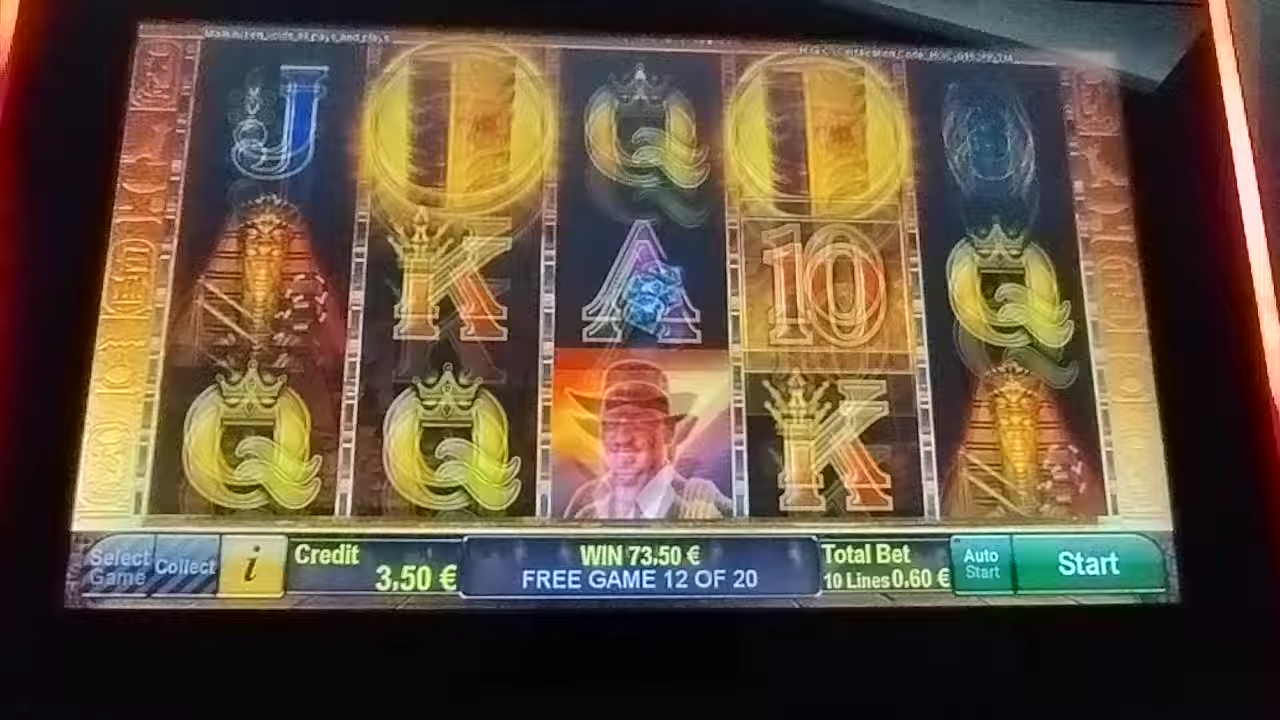 J Q
K A 10 Q
Q Q K
Select Game
Collect
i
Credit
3,50 €
WIN 73,50 €
FREE GAME 12 OF 20
Total Bet
10 Lines 0,60 €
Auto Start
Start